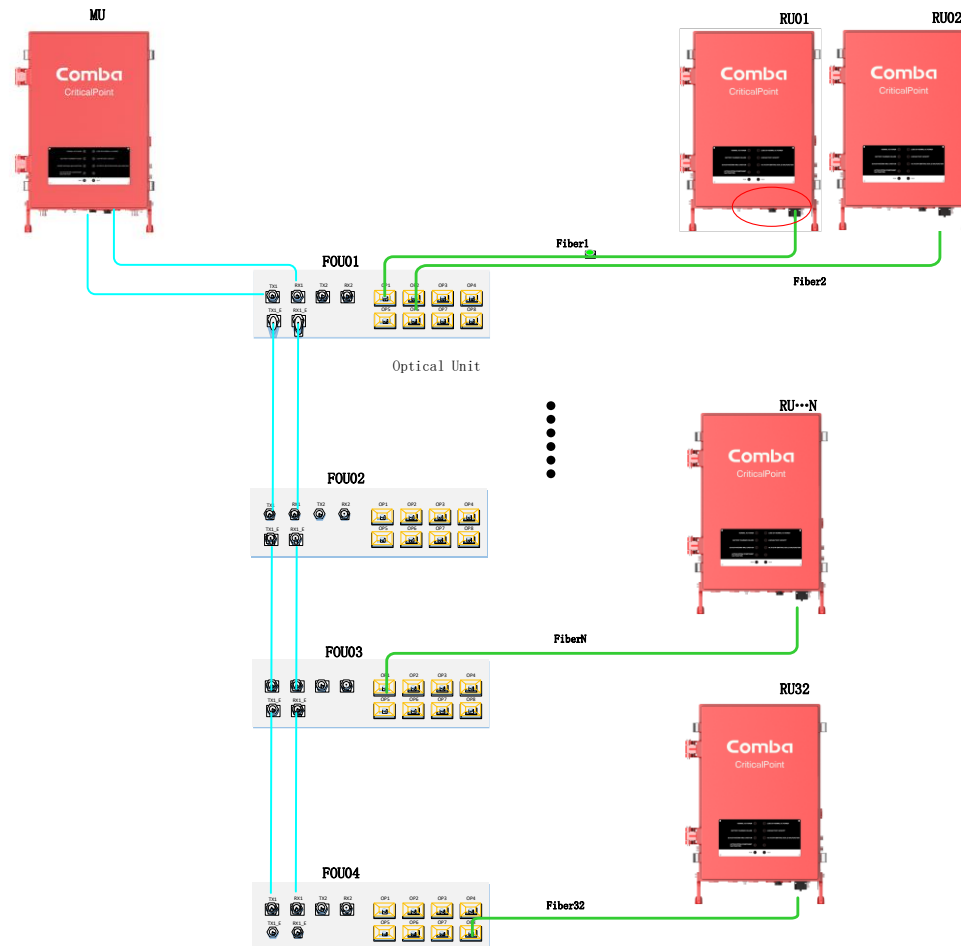 MU
RU01
RU02
Comba
CriticalPoint
Comba
CriticalPoint
Comba
CriticalPoint
Fiber1
Fiber2
FOU01
TX1
RX1
TX2
RX2
OP1
OP2
OP3
OP4
TX1_E
RX1_E
OP5
OP6
OP7
OP8
Optical Unit
RU···N
Comba
CriticalPoint
FOU02
TX1
RX1
TX2
RX2
OP1
OP2
OP3
OP4
TX1_E
RX1_E
OP5
OP6
OP7
OP8
FiberN
FOU03
OP1
OP2
OP3
OP4
TX1_E
RX1_E
OP5
OP6
OP7
OP8
RU32
Comba
CriticalPoint
FOU04
TX1
RX1
TX2
RX2
OP1
OP2
OP3
OP4
TX1_E
RX1_E
OP5
OP6
OP7
Fiber32